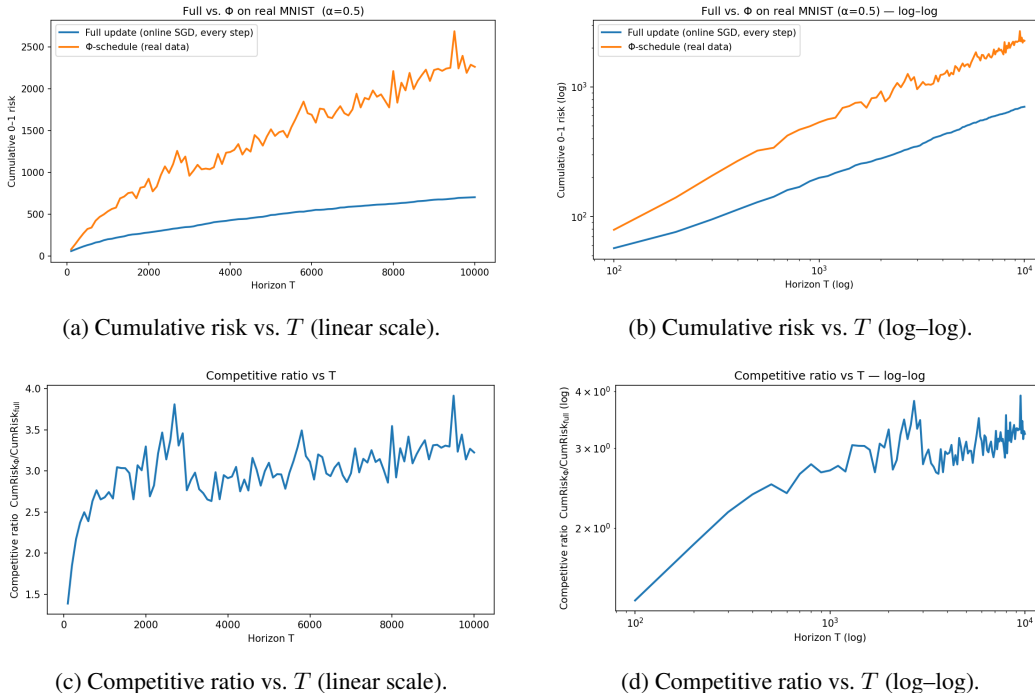 Full vs. Φ on real MNIST (α=0.5)
Full update (online SGD, every step)
Φ-schedule (real data)
2500
2000
1500
1000
500
0
Cumulative 0–1 risk
0 2000 4000 6000 8000 10000
Horizon T
(a) Cumulative risk vs. T (linear scale).
Full vs. Φ on real MNIST (α=0.5) — log–log
Full update (online SGD, every step)
Φ-schedule (real data)
10³
10²
Cumulative 0–1 risk (log)
10² 10³ 10⁴
Horizon T (log)
(b) Cumulative risk vs. T (log–log).
Competitive ratio vs T
4.0
3.5
3.0
2.5
2.0
1.5
Competitive ratio CumRiskΦ/CumRiskfull
0 2000 4000 6000 8000 10000
Horizon T
(c) Competitive ratio vs. T (linear scale).
Competitive ratio vs T — log–log
4 × 10⁰
3 × 10⁰
2 × 10⁰
Competitive ratio CumRiskΦ/CumRiskfull (log)
10² 10³ 10⁴
Horizon T (log)
(d) Competitive ratio vs. T (log–log).